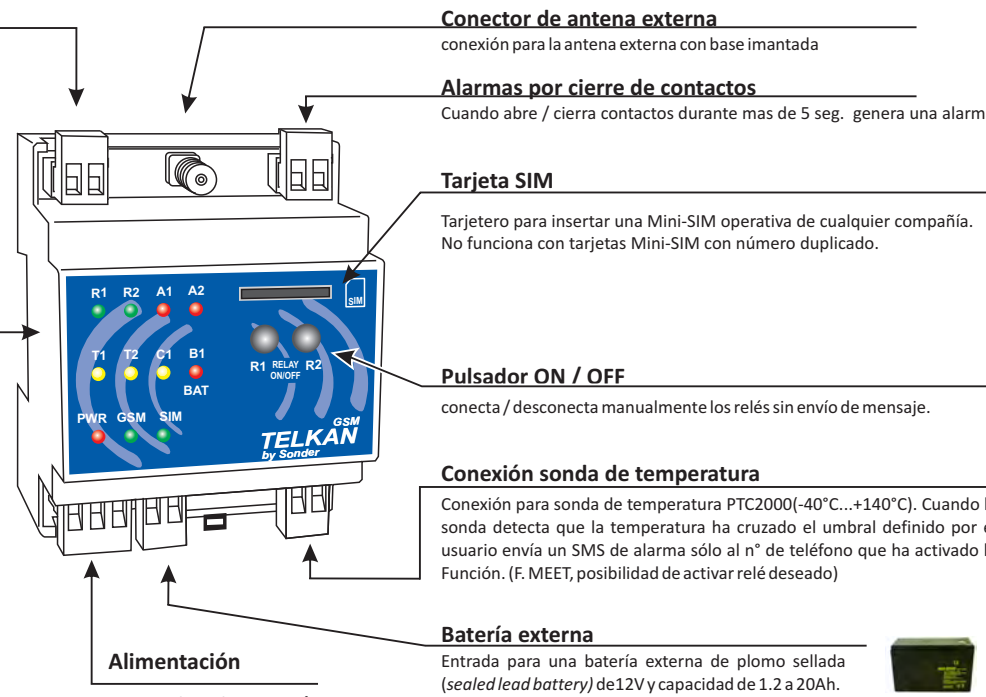 Conector de antena externa
conexión para la antena externa con base imantada
Alarmas por cierre de contactos
Cuando abre / cierra contactos durante mas de 5 seg. genera una alarm
Tarjeta SIM
Tarjetero para insertar una Mini-SIM operativa de cualquier compañía.
No funciona con tarjetas Mini-SIM con número duplicado.
R1 R2 A1 A2
SIM
T1 T2 C1 B1
BAT
R1 RELAY R2
ON/OFF
PWR GSM SIM
GSM
TELKAN
by Sonder
Pulsador ON / OFF
conecta / desconecta manualmente los relés sin envío de mensaje.
Conexión sonda de temperatura
Conexión para sonda de temperatura PTC2000(-40°C...+140°C). Cuando l
sonda detecta que la temperatura ha cruzado el umbral definido por e
usuario envía un SMS de alarma sólo al n° de teléfono que ha activado l
Función. (F. MEET, posibilidad de activar relé deseado)
Batería externa
Entrada para una batería externa de plomo sellada
(sealed lead battery) de12V y capacidad de 1.2 a 20Ah.
Alimentación